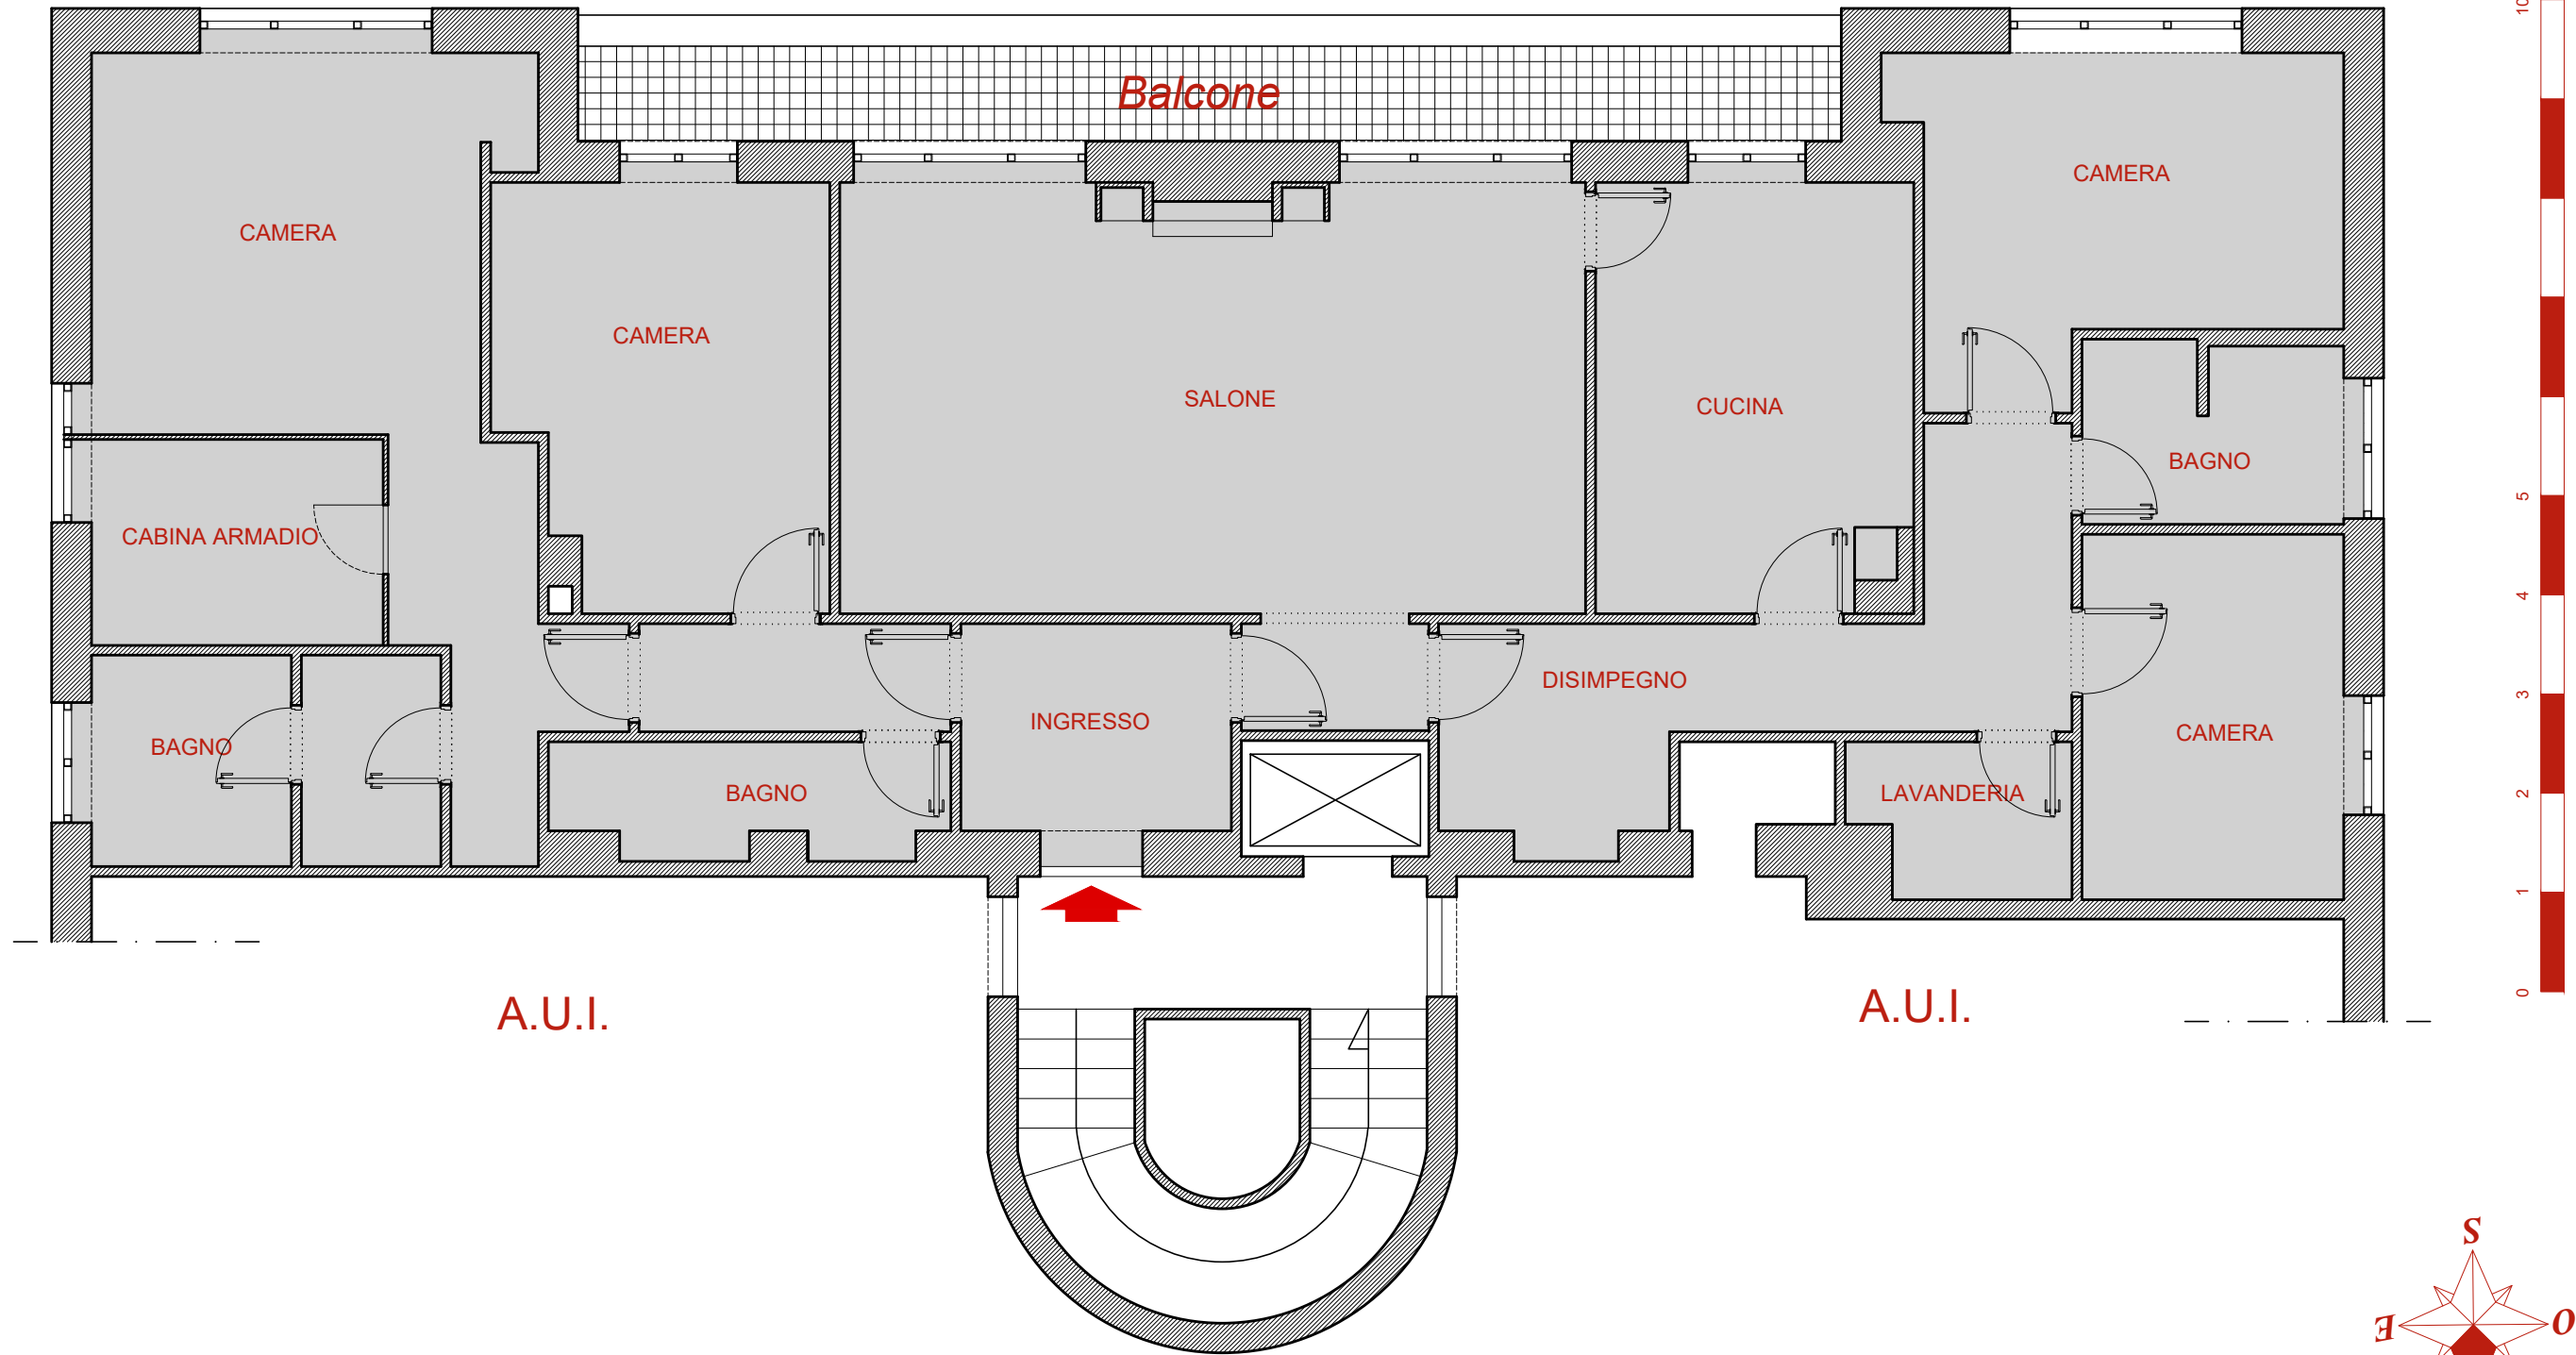 Balcone
CAMERA
CAMERA
CAMERA
SALONE
CUCINA
BAGNO
CABINA ARMADIO
DISIMPEGNO
INGRESSO
CAMERA
BAGNO
BAGNO
LAVANDERIA
A.U.I.
A.U.I.
10
5
4
3
2
1
0
S
E
O